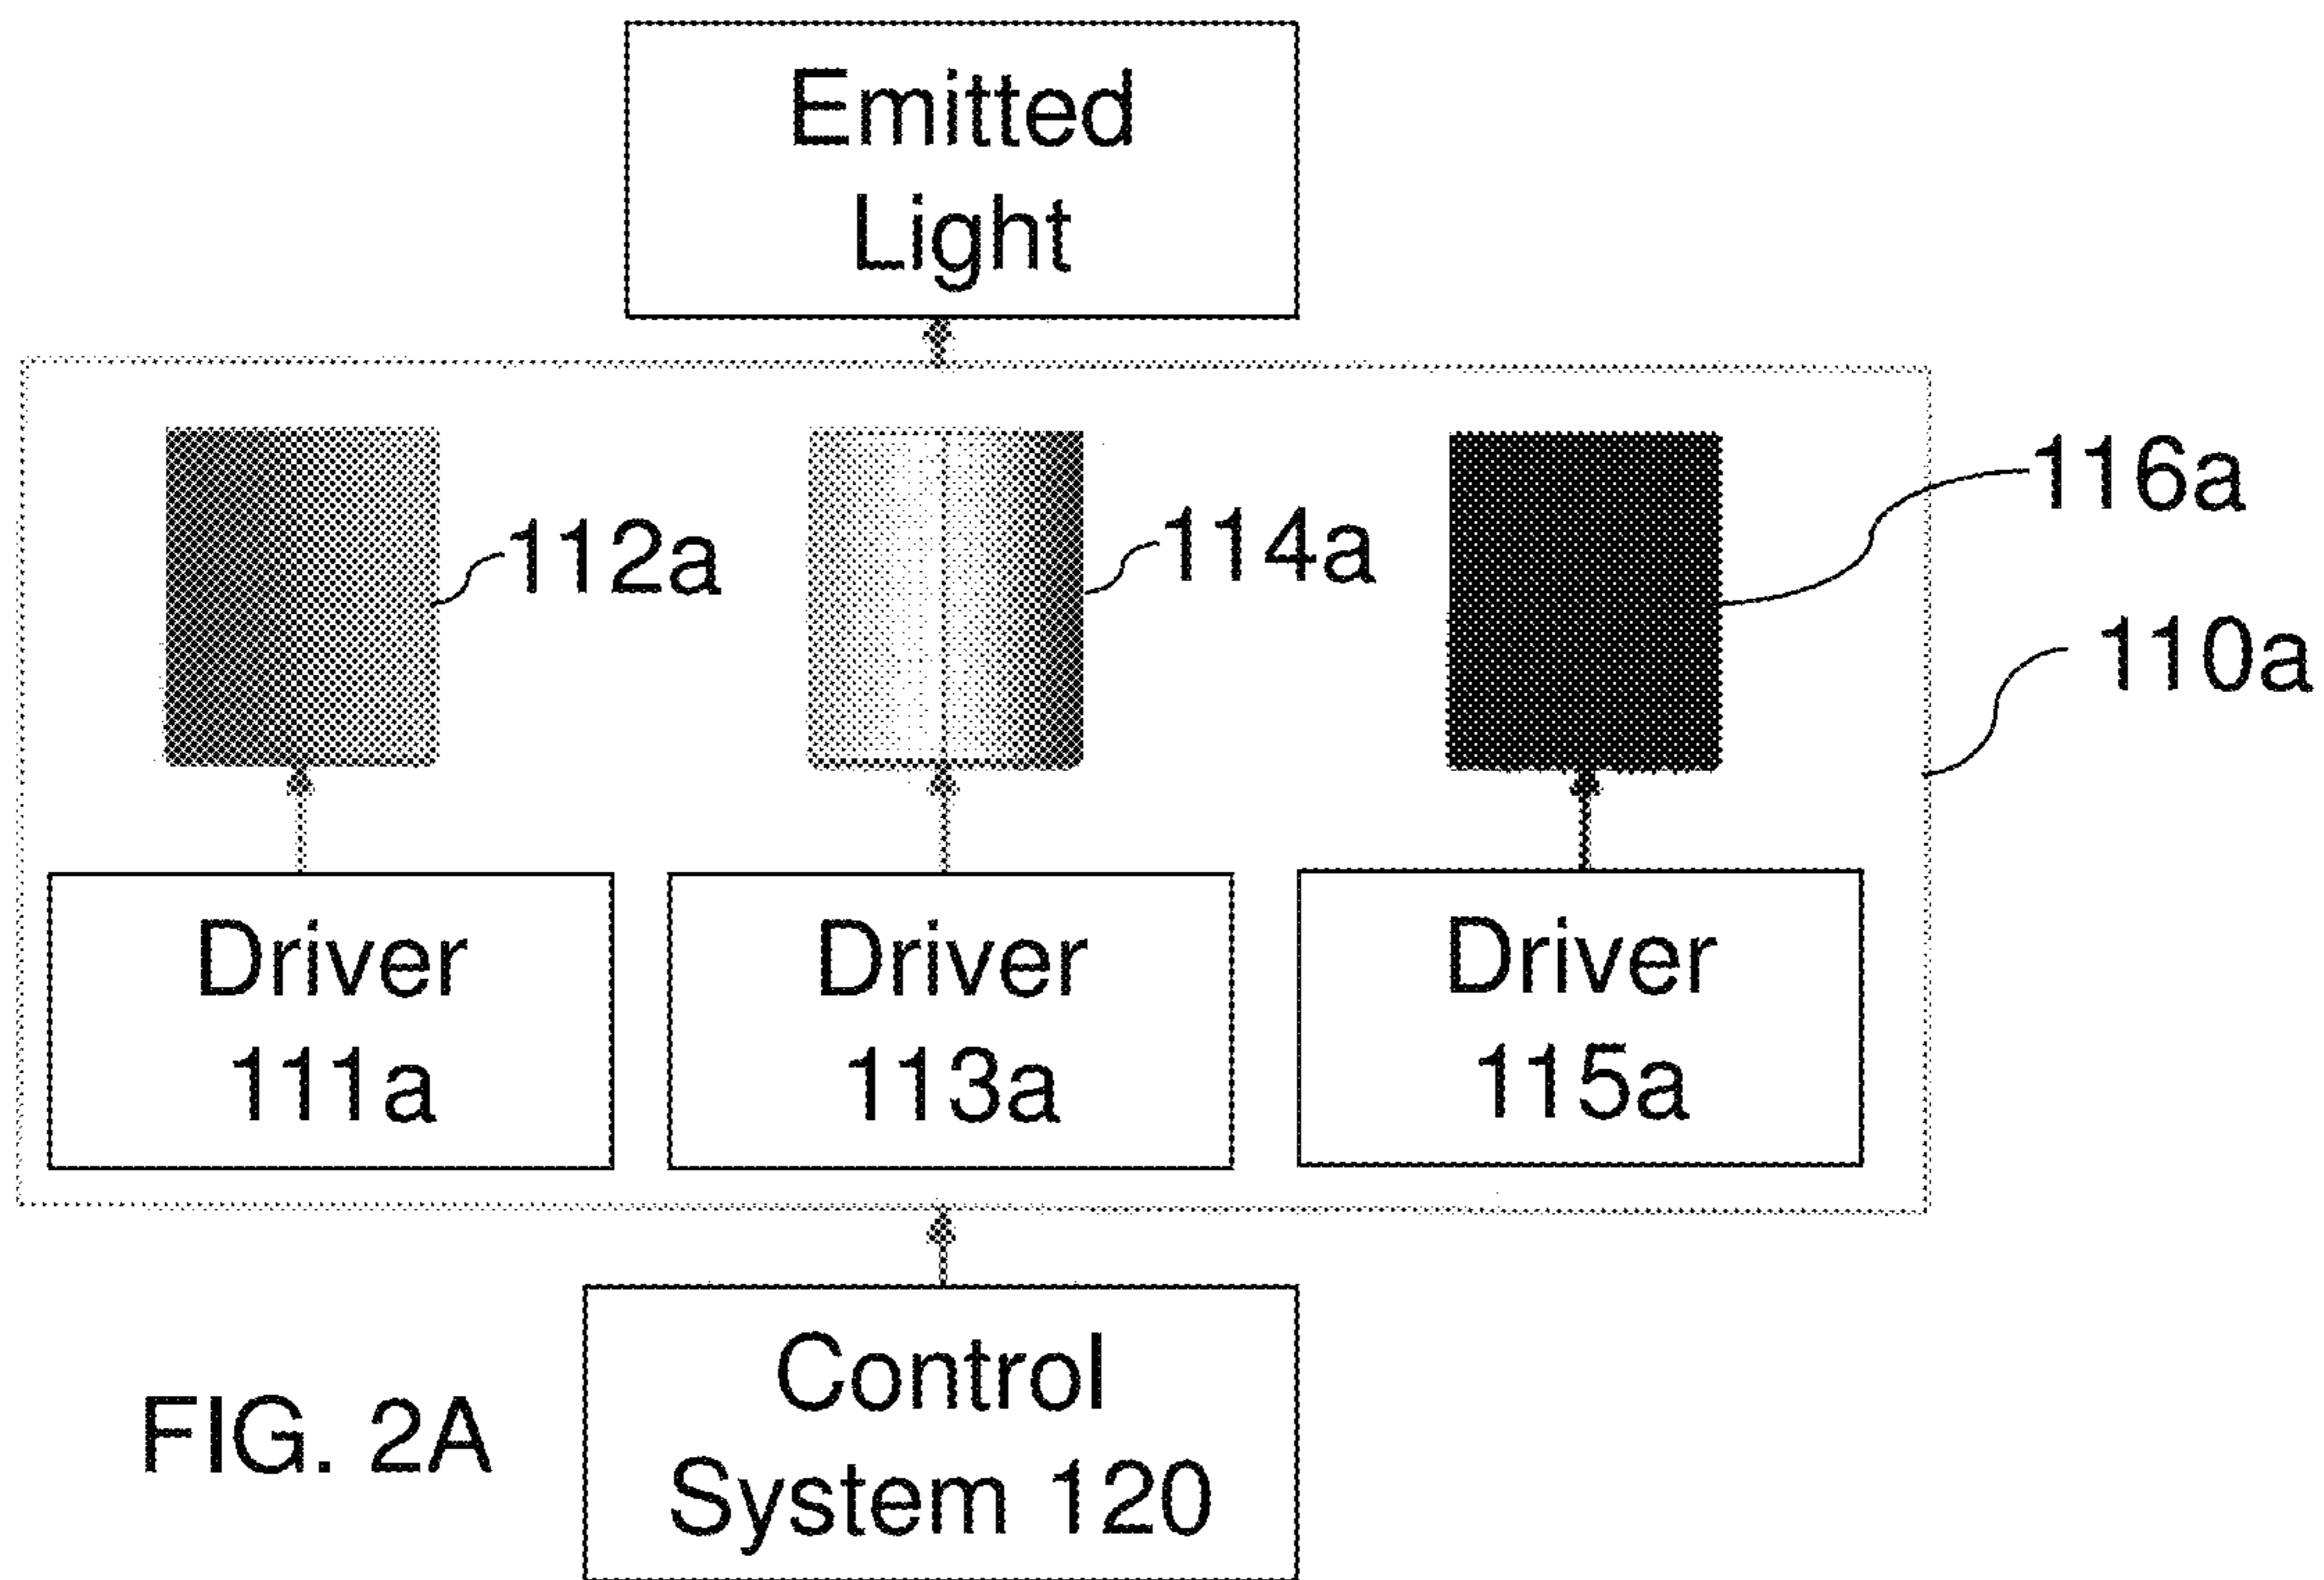 Emitted
Light
116a
112a
114a
110a
Driver
111a
Driver
113a
Driver
115a
Control
System 120
FIG. 2A